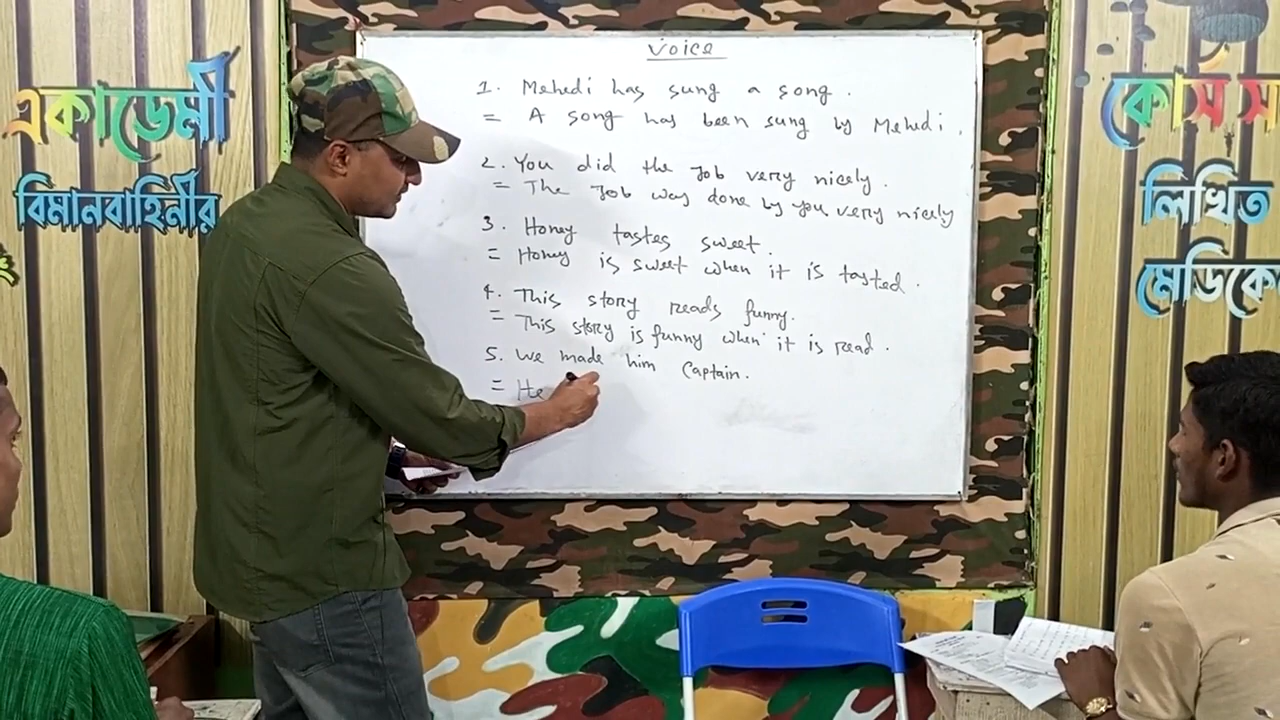 voice
1. Mehedi has sung a song.
= A song has been sung by Mehedi.
2. You did the Job very nicely.
= The Job was done by you very nicely
3. Honey tastes sweet.
= Honey is sweet when it is tasted.
4. This story reads funny.
= This story is funny when it is read.
5. We made him Captain.
= He
একাডেমী
বিমানবাহিনীর
কোর্স স
লিখিত
মেডিকে